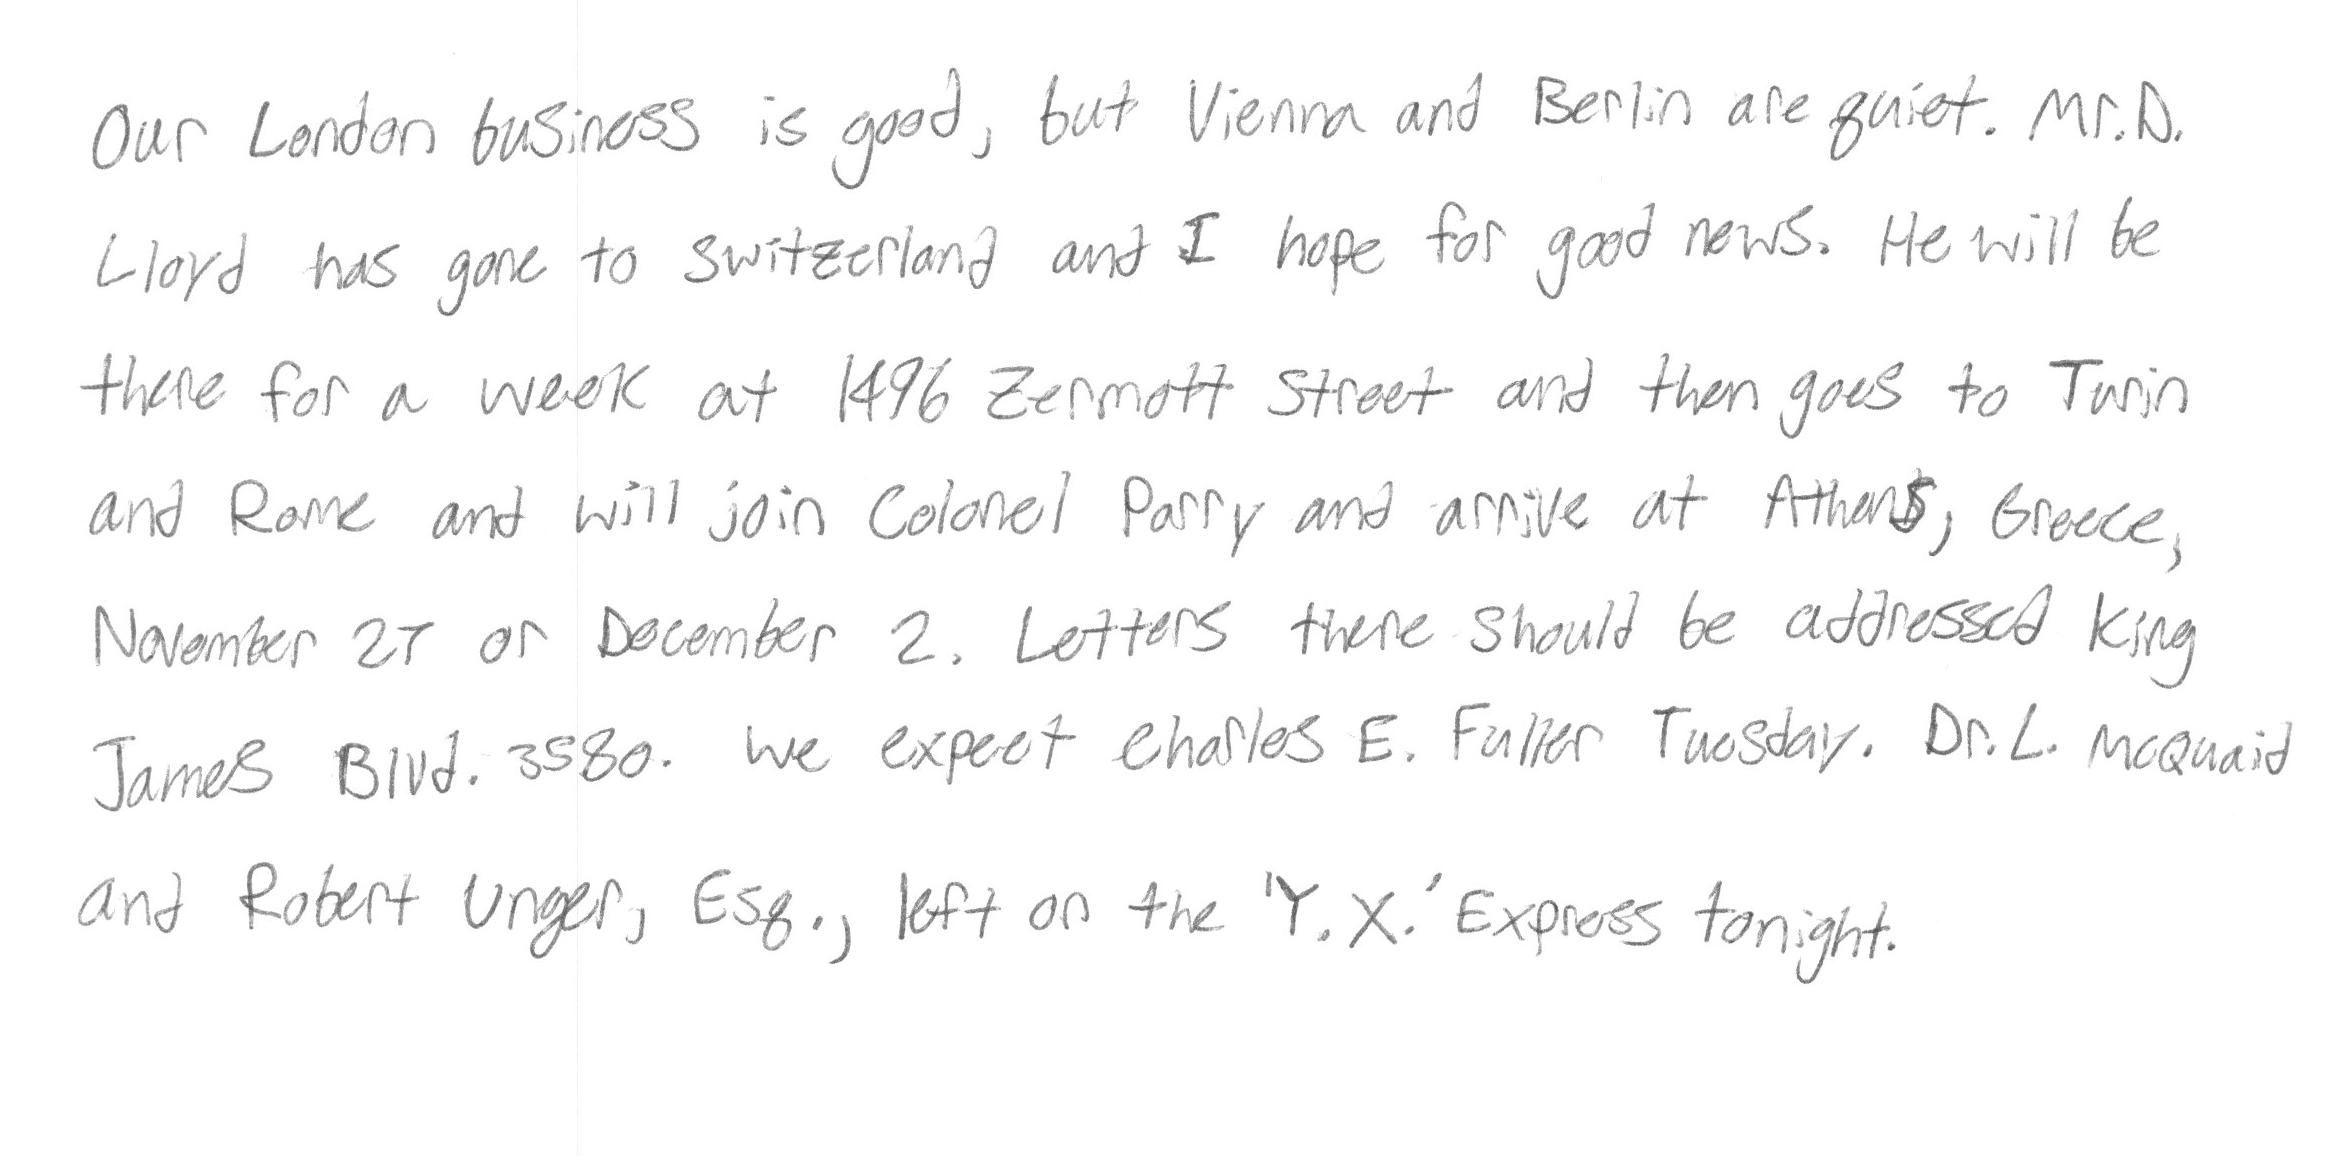 Our London business is good, but Vienna and Berlin are quiet. Mr. D.
Lloyd has gone to Switzerland and I hope for good news. He will be
there for a week at 1496 Zermott Street and then goes to Turin
and Rome and will join Colonel Parry and arrive at Athens, Greece,
November 27 or December 2. Letters there should be addressed King
James Blvd. 3580. We expect Charles E. Fuller Tuesday. Dr. L. McQuaid
and Robert Unger, Esq., left on the 'Y. X.' Express tonight.